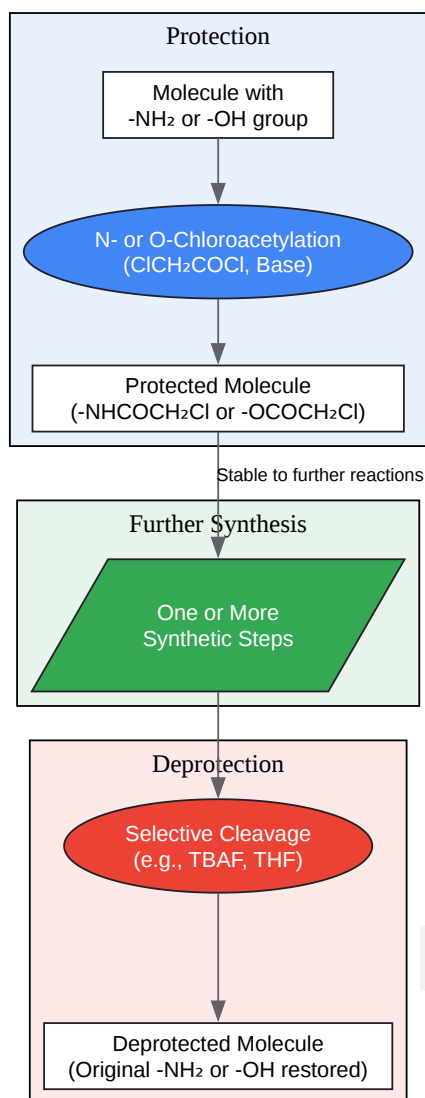 Protection
Molecule with
-NH₂ or -OH group
N- or O-Chloroacetylation
(ClCH₂COCl, Base)
Protected Molecule
(-NHCOCH₂Cl or -OCOCH₂Cl)
Stable to further reactions
Further Synthesis
One or More
Synthetic Steps
Deprotection
Selective Cleavage
(e.g., TBAF, THF)
Deprotected Molecule
(Original -NH₂ or -OH restored)